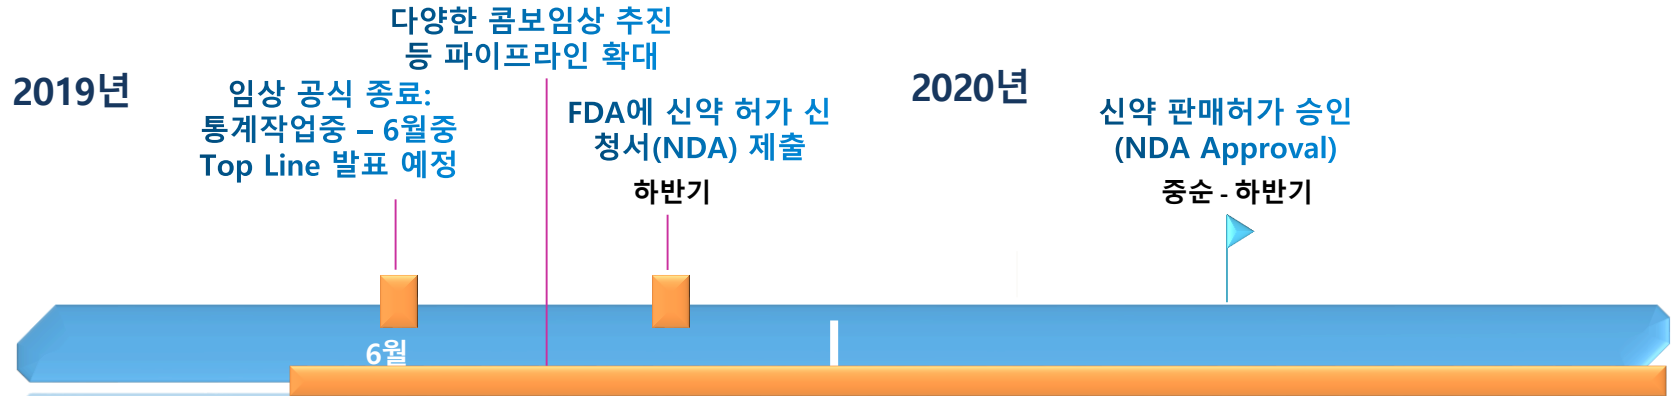 2019년
임상 공식 종료:
통계작업중 – 6월중
Top Line 발표 예정
다양한 콤보임상 추진
등 파이프라인 확대
FDA에 신약 허가 신
청서(NDA) 제출
하반기
2020년
신약 판매허가 승인
(NDA Approval)
중순 - 하반기
6월